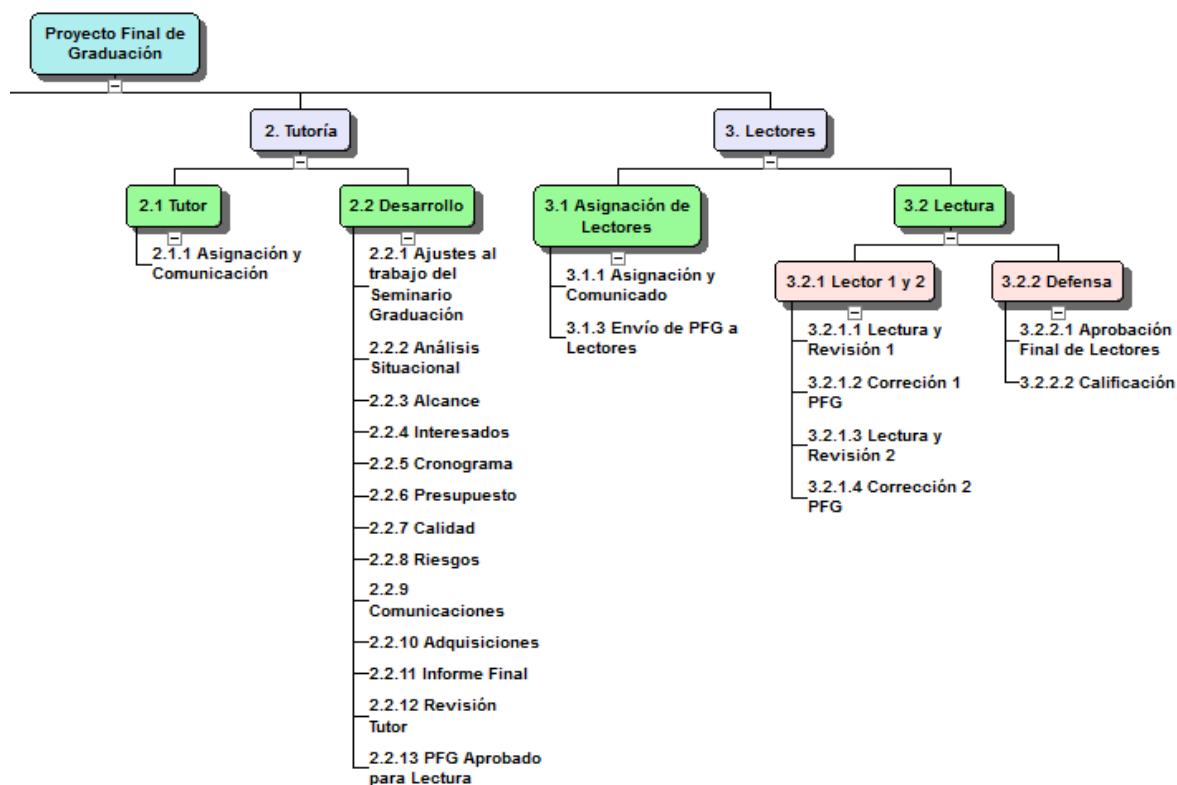 Proyecto Final de
Graduación
2. Tutoría
3. Lectores
2.1 Tutor
2.1.1 Asignación y
Comunicación
2.2 Desarrollo
2.2.1 Ajustes al
trabajo del
Seminario
Graduación
2.2.2 Análisis
Situacional
2.2.3 Alcance
2.2.4 Interesados
2.2.5 Cronograma
2.2.6 Presupuesto
2.2.7 Calidad
2.2.8 Riesgos
2.2.9
Comunicaciones
2.2.10 Adquisiciones
2.2.11 Informe Final
2.2.12 Revisión
Tutor
2.2.13 PFG Aprobado
para Lectura
3.1 Asignación de
Lectores
3.1.1 Asignación y
Comunicado
3.1.3 Envío de PFG a
Lectores
3.2 Lectura
3.2.1 Lector 1 y 2
3.2.1.1 Lectura y
Revisión 1
3.2.1.2 Correción 1
PFG
3.2.1.3 Lectura y
Revisión 2
3.2.1.4 Corrección 2
PFG
3.2.2 Defensa
3.2.2.1 Aprobación
Final de Lectores
3.2.2.2 Calificación